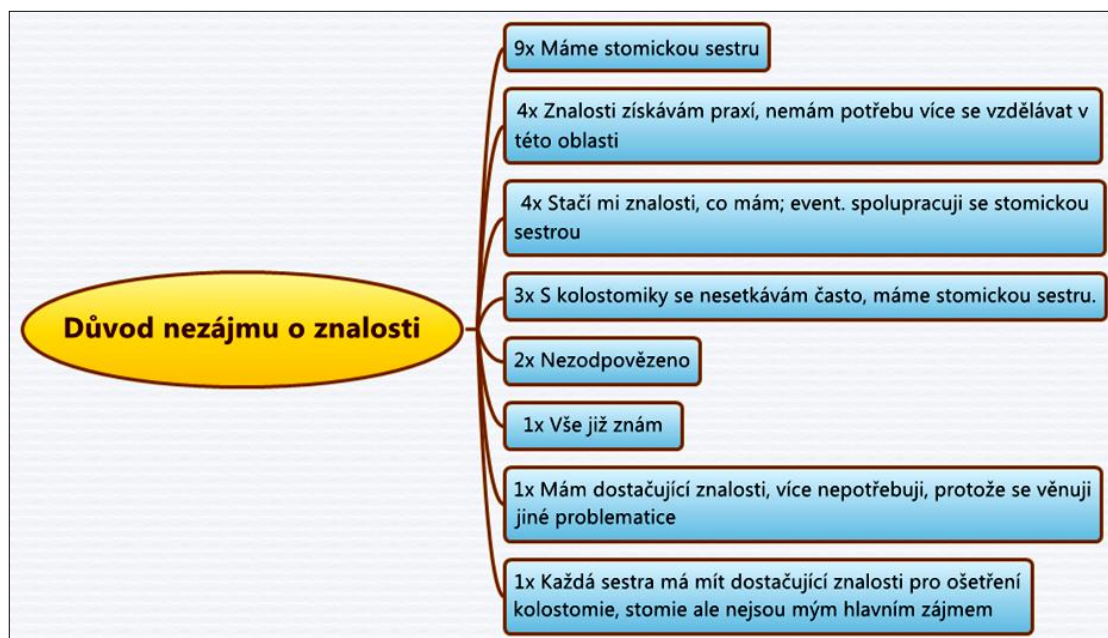 9x Máme stomickou sestru
4x Znalosti získávám praxí, nemám potřebu více se vzdělávat v
této oblasti
4x Stačí mi znalosti, co mám; event. spolupracuji se stomickou
sestrou
Důvod nezájmu o znalosti
3x S kolostomiky se nesetkávám často, máme stomickou sestru.
2x Nezodpovězeno
1x Vše již znám
1x Mám dostačující znalosti, více nepotřebuji, protože se věnuji
jiné problematice
1x Každá sestra má mít dostačující znalosti pro ošetření
kolostomie, stomie ale nejsou mým hlavním zájmem